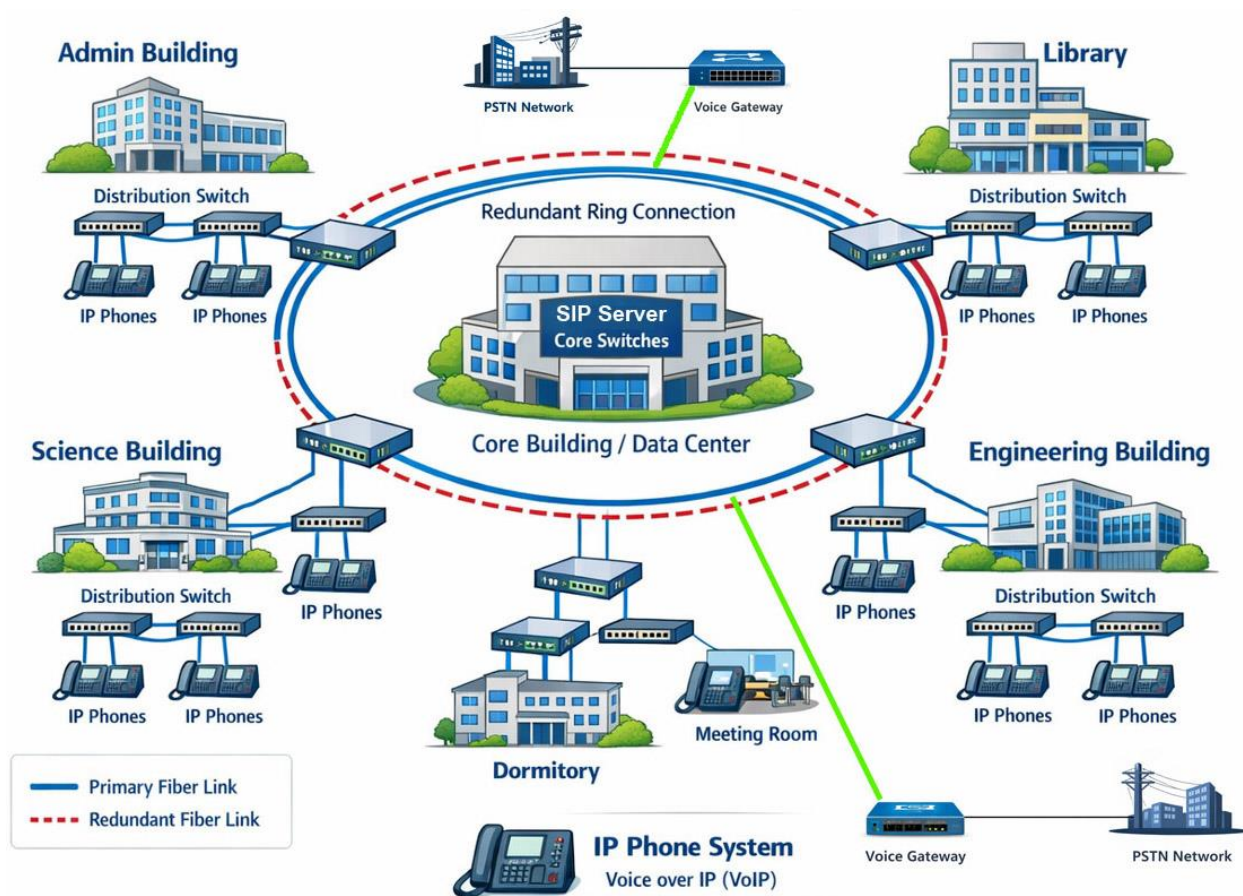 Admin Building
PSTN Network
Voice Gateway
Library
Distribution Switch
Distribution Switch
Redundant Ring Connection
IP Phones
IP Phones
IP Phones
IP Phones
SIP Server
Core Switches
Core Building / Data Center
Science Building
Engineering Building
IP Phones
IP Phones
Distribution Switch
Distribution Switch
IP Phones
IP Phones
IP Phones
IP Phones
Meeting Room
Dormitory
Primary Fiber Link
Redundant Fiber Link
IP Phone System
Voice over IP (VoIP)
Voice Gateway
PSTN Network